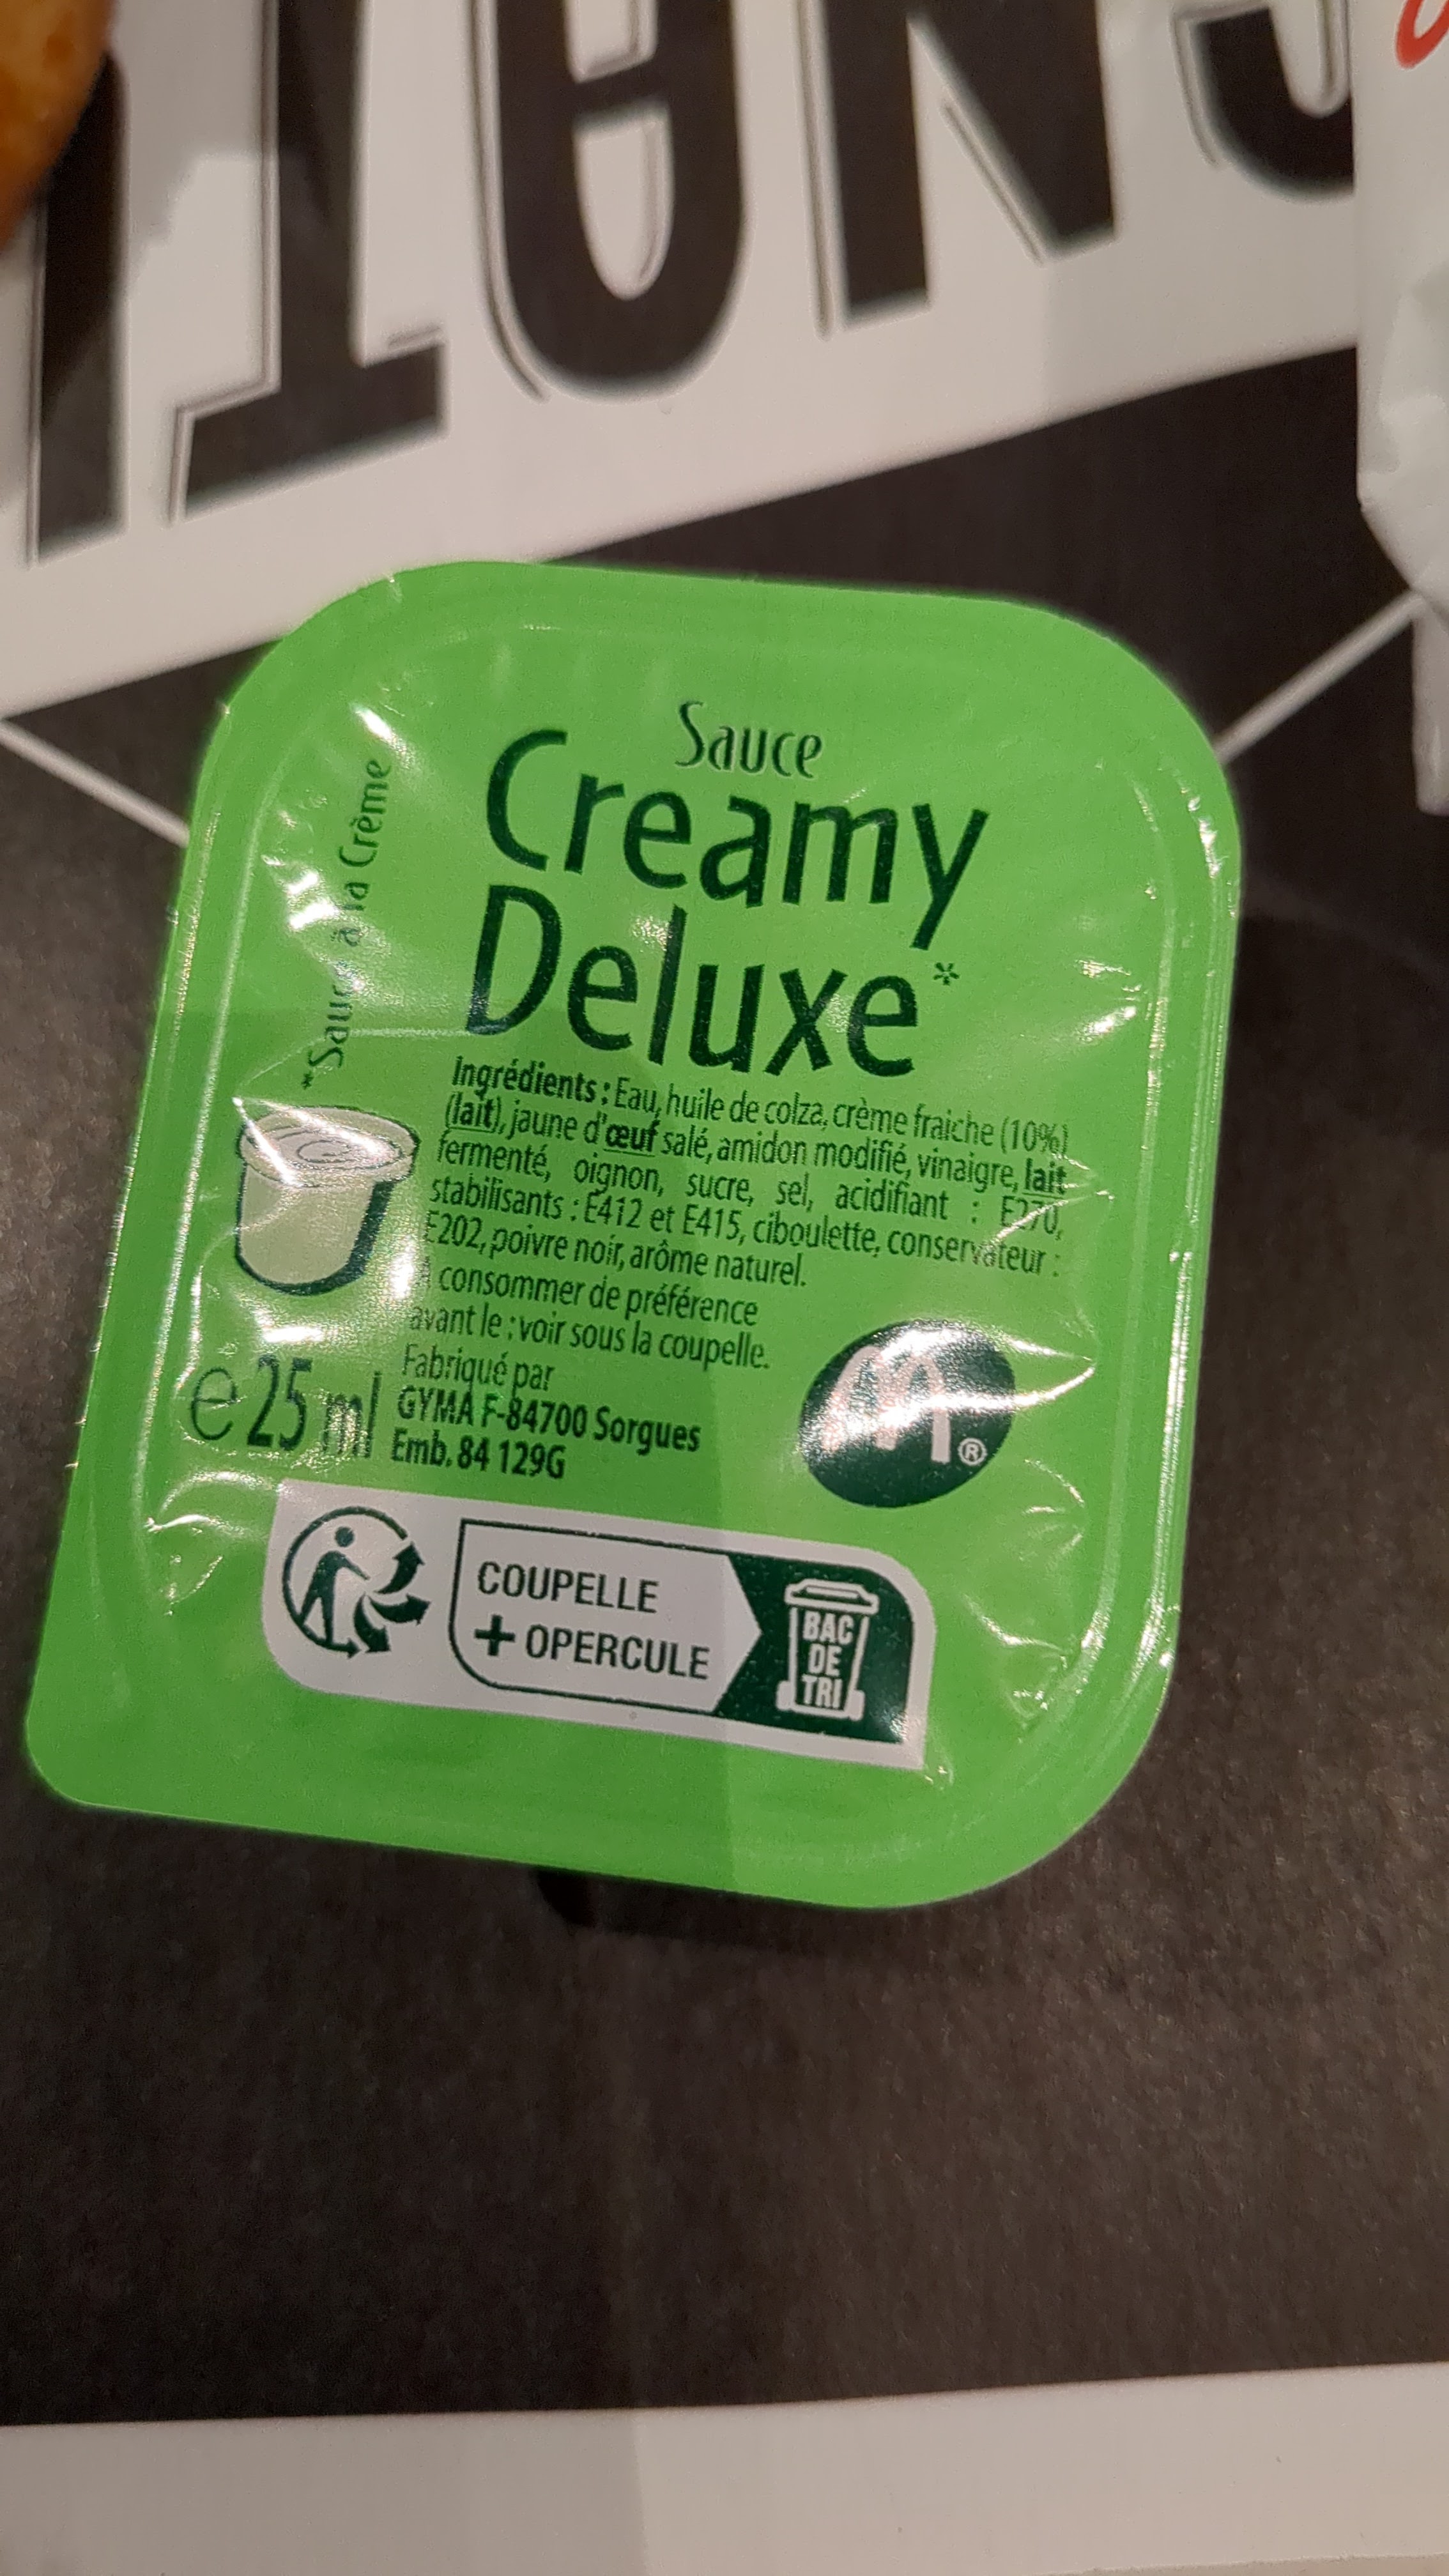 Sauce
Creamy
Deluxe*
*Sauce à la Crème
Ingrédients : Eau, huile de colza, crème fraiche (10%)
(lait), jaune d'œuf salé, amidon modifié, vinaigre, lait
fermenté, oignon, sucre, sel, acidifiant : E270,
stabilisants : E412 et E415, ciboulette, conservateur :
E202, poivre noir, arôme naturel.
À consommer de préférence
avant le : voir sous la coupelle.
Fabriqué par
GYMA F-84700 Sorgues
Emb. 84 129G
e 25 ml
M®
COUPELLE
+ OPERCULE
BAC
DE
TRI